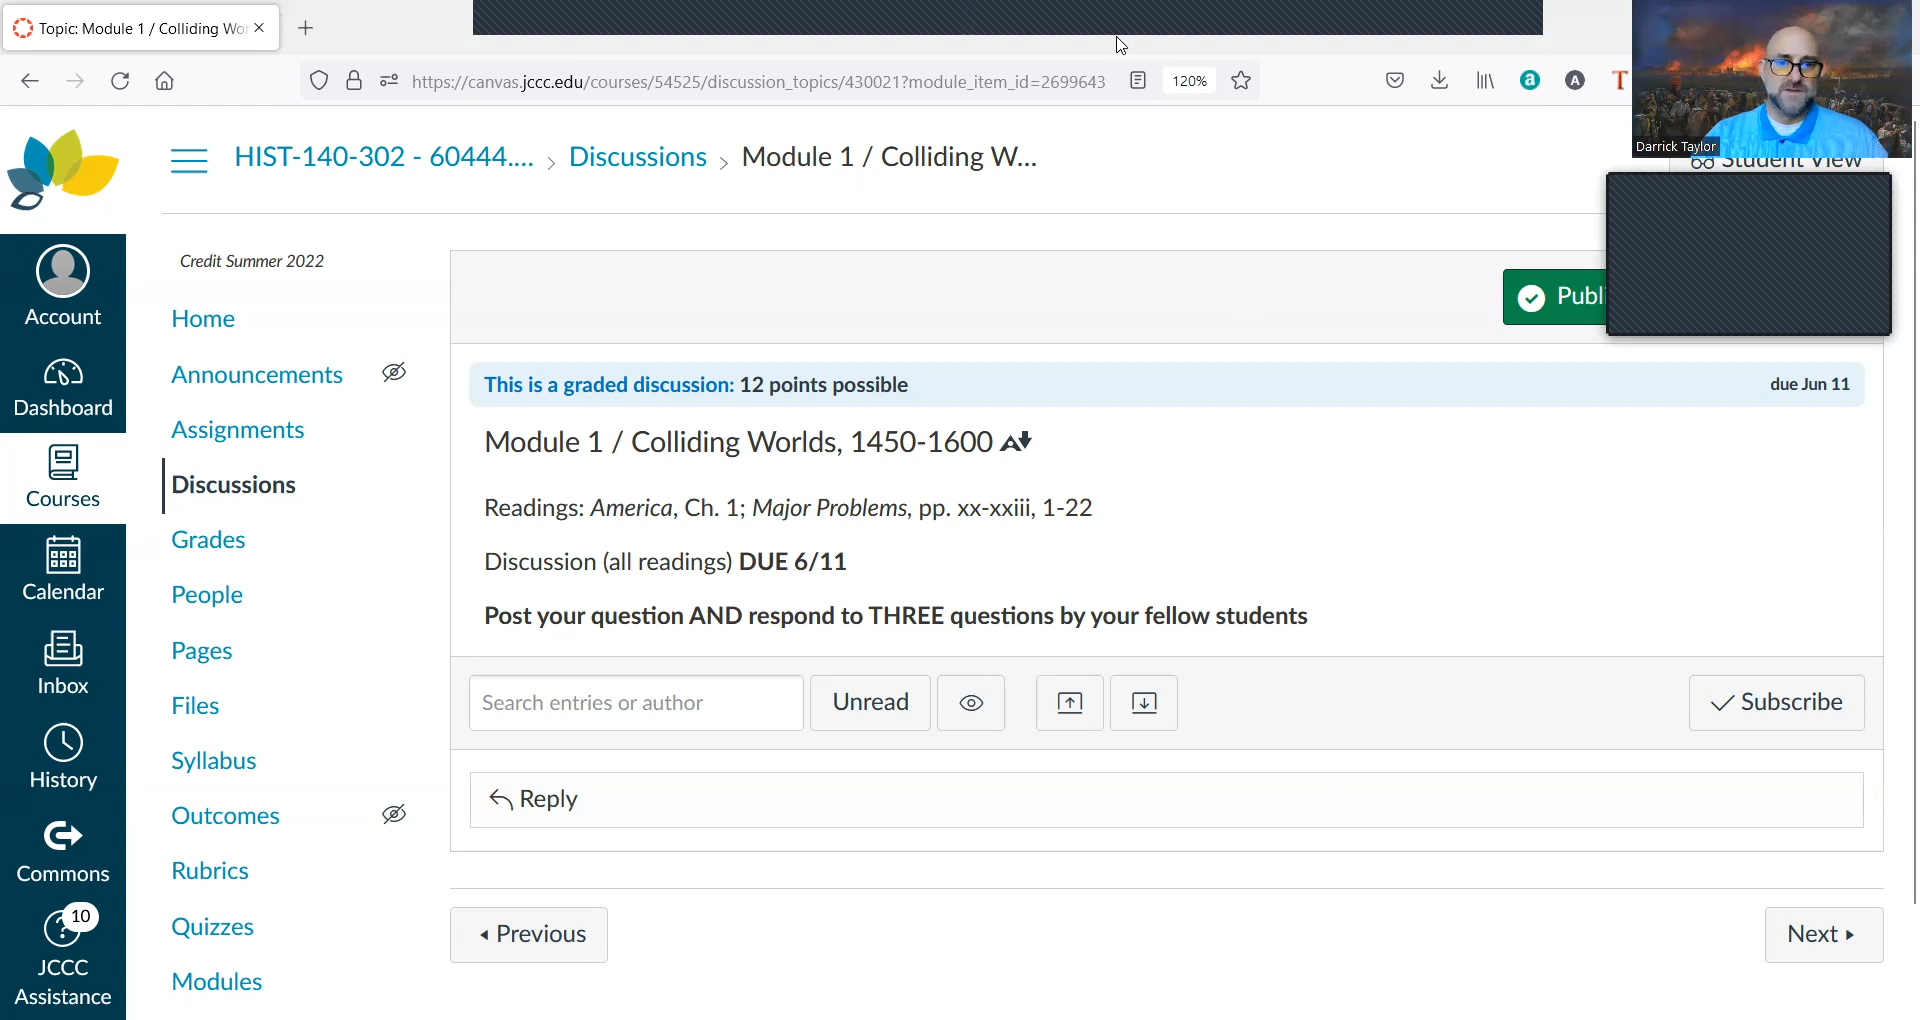 Topic: Module 1 / Colliding Wor
https://canvas.jccc.edu/courses/54525/discussion_topics/430021?module_item_id=2699643
120%
Darrick Taylor
HIST-140-302 - 60444.... > Discussions > Module 1 / Colliding W...
Student View
Account
Dashboard
Courses
Calendar
Inbox
History
Commons
10
JCCC
Assistance
Credit Summer 2022
Home
Announcements
Assignments
Discussions
Grades
People
Pages
Files
Syllabus
Outcomes
Rubrics
Quizzes
Modules
Publi
This is a graded discussion: 12 points possible
due Jun 11
Module 1 / Colliding Worlds, 1450-1600
Readings: America, Ch. 1; Major Problems, pp. xx-xxiii, 1-22
Discussion (all readings) DUE 6/11
Post your question AND respond to THREE questions by your fellow students
Search entries or author
Unread
Subscribe
Reply
Previous
Next